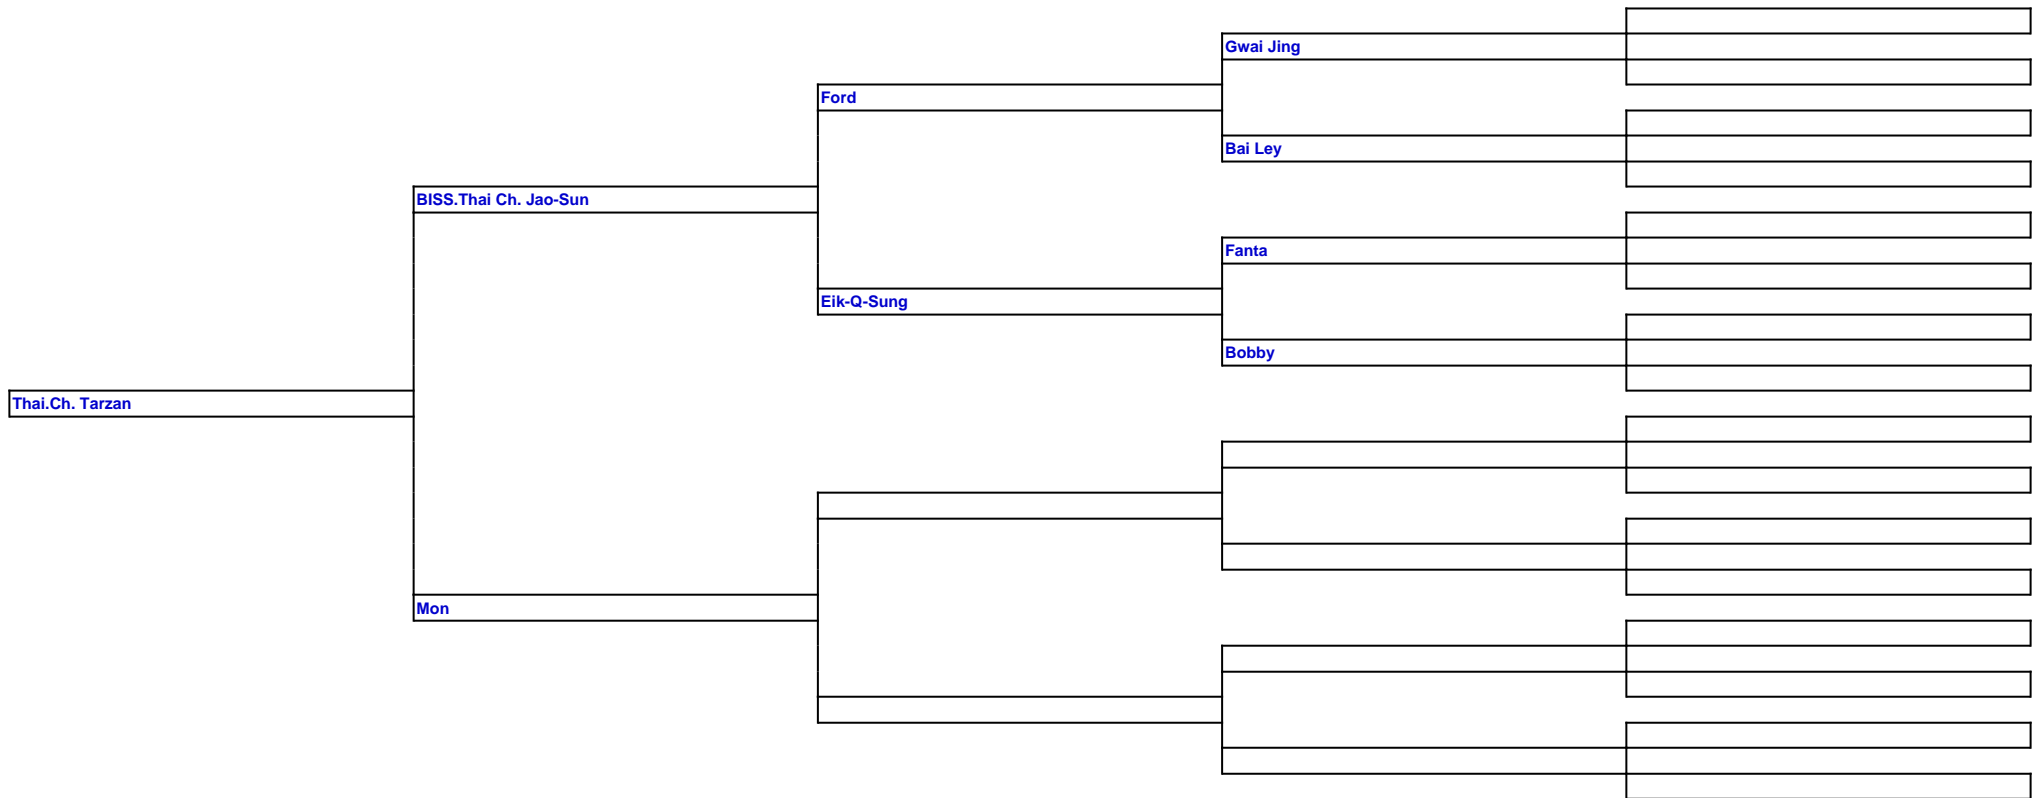 Gwai Jing
Ford
Bai Ley
BISS.Thai Ch. Jao-Sun
Fanta
Eik-Q-Sung
Bobby
Thai.Ch. Tarzan
Mon